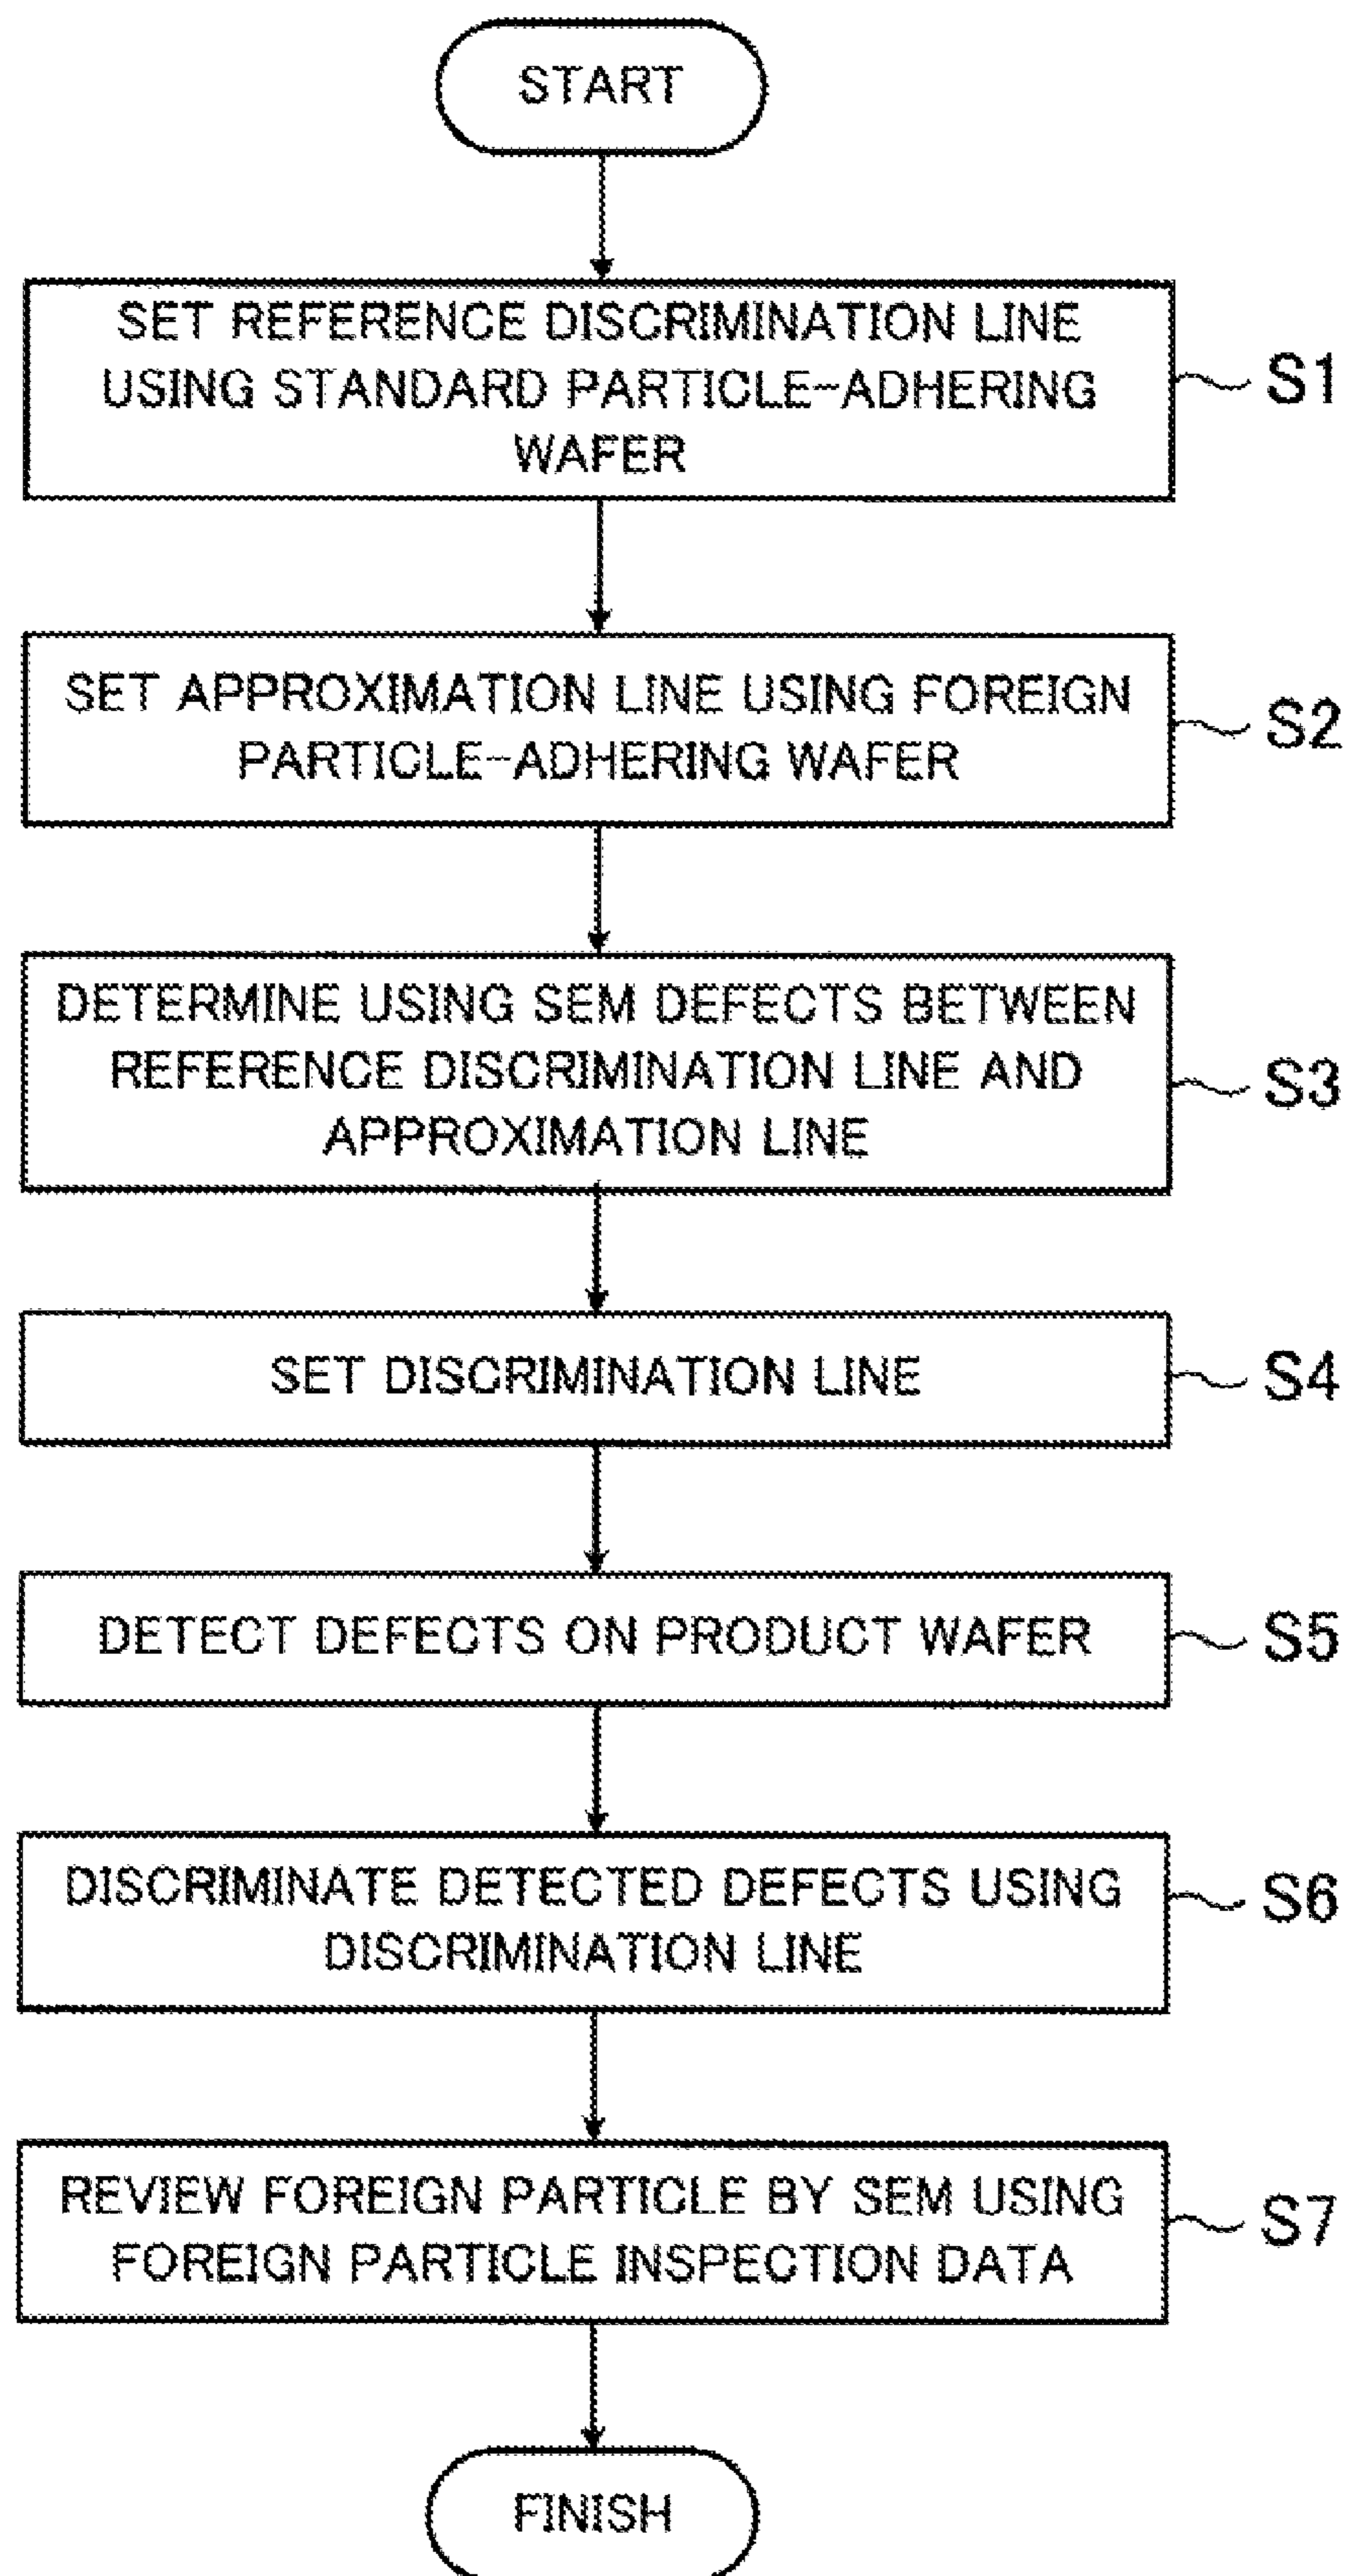 START
SET REFERENCE DISCRIMINATION LINE
USING STANDARD PARTICLE-ADHERING
WAFER
S1
SET APPROXIMATION LINE USING FOREIGN
PARTICLE-ADHERING WAFER
S2
DETERMINE USING SEM DEFECTS BETWEEN
REFERENCE DISCRIMINATION LINE AND
APPROXIMATION LINE
S3
SET DISCRIMINATION LINE
S4
DETECT DEFECTS ON PRODUCT WAFER
S5
DISCRIMINATE DETECTED DEFECTS USING
DISCRIMINATION LINE
S6
REVIEW FOREIGN PARTICLE BY SEM USING
FOREIGN PARTICLE INSPECTION DATA
S7
FINISH